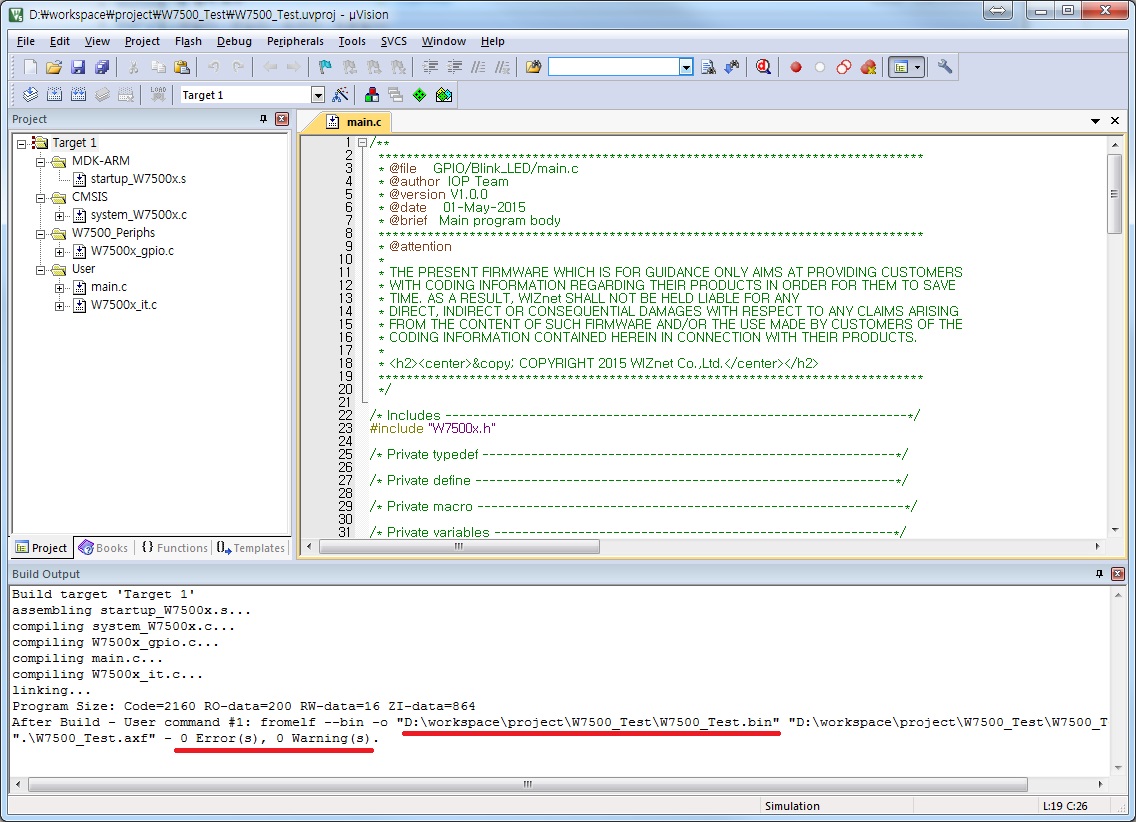 D:₩workspace₩project₩W7500_Test₩W7500_Test.uvproj - µVision
File Edit View Project Flash Debug Peripherals Tools SVCS Window Help
LOAD
Target 1
Project
Target 1
MDK-ARM
startup_W7500x.s
CMSIS
system_W7500x.c
W7500_Periphs
W7500x_gpio.c
User
main.c
W7500x_it.c
Project Books {} Functions Templates
main.c
1 /**
2 ******************************************************************************
3 * @file GPIO/Blink_LED/main.c
4 * @author IOP Team
5 * @version V1.0.0
6 * @date 01-May-2015
7 * @brief Main program body
8 ******************************************************************************
9 * @attention
10 *
11 * THE PRESENT FIRMWARE WHICH IS FOR GUIDANCE ONLY AIMS AT PROVIDING CUSTOMERS
12 * WITH CODING INFORMATION REGARDING THEIR PRODUCTS IN ORDER FOR THEM TO SAVE
13 * TIME. AS A RESULT, WIZnet SHALL NOT BE HELD LIABLE FOR ANY
14 * DIRECT, INDIRECT OR CONSEQUENTIAL DAMAGES WITH RESPECT TO ANY CLAIMS ARISING
15 * FROM THE CONTENT OF SUCH FIRMWARE AND/OR THE USE MADE BY CUSTOMERS OF THE
16 * CODING INFORMATION CONTAINED HEREIN IN CONNECTION WITH THEIR PRODUCTS.
17 *
18 * <h2><center>&copy; COPYRIGHT 2015 WIZnet Co.,Ltd.</center></h2>
19 ******************************************************************************
20 */
21
22 /* Includes ------------------------------------------------------------------*/
23 #include "W7500x.h"
24
25 /* Private typedef -----------------------------------------------------------*/
26
27 /* Private define ------------------------------------------------------------*/
28
29 /* Private macro -------------------------------------------------------------*/
30
31 /* Private variables ---------------------------------------------------------*/
Build Output
Build target 'Target 1'
assembling startup_W7500x.s...
compiling system_W7500x.c...
compiling W7500x_gpio.c...
compiling main.c...
compiling W7500x_it.c...
linking...
Program Size: Code=2160 RO-data=200 RW-data=16 ZI-data=864
After Build - User command #1: fromelf --bin -o "D:\workspace\project\W7500_Test\W7500_Test.bin" "D:\workspace\project\W7500_Test\W7500_T
".\W7500_Test.axf" - 0 Error(s), 0 Warning(s).
Simulation L:19 C:26